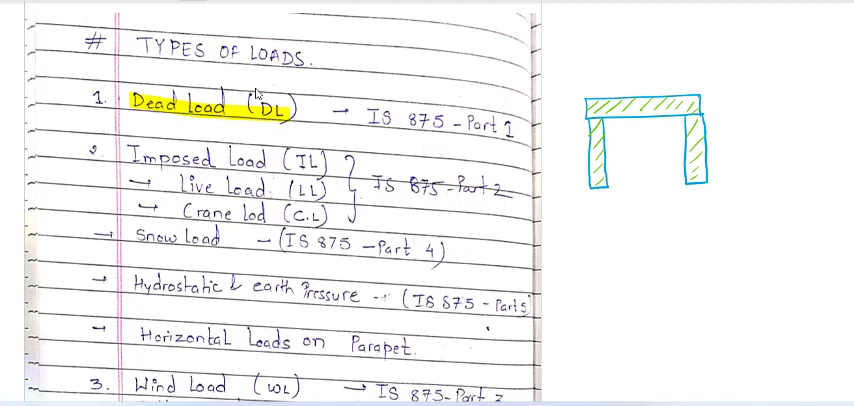 # TYPES OF LOADS.
1. Dead Load (DL) → IS 875 - Part 1
2. Imposed Load (IL)
→ Live Load (LL) } IS 875 - Part 2
→ Crane Lod (C.L)
→ Snow Load - (IS 875 - Part 4)
→ Hydrostatic & earth Pressure → (IS 875 - Part 5)
→ Horizontal Loads on Parapet.
3. Wind Load (WL) → IS 875 - Part 3